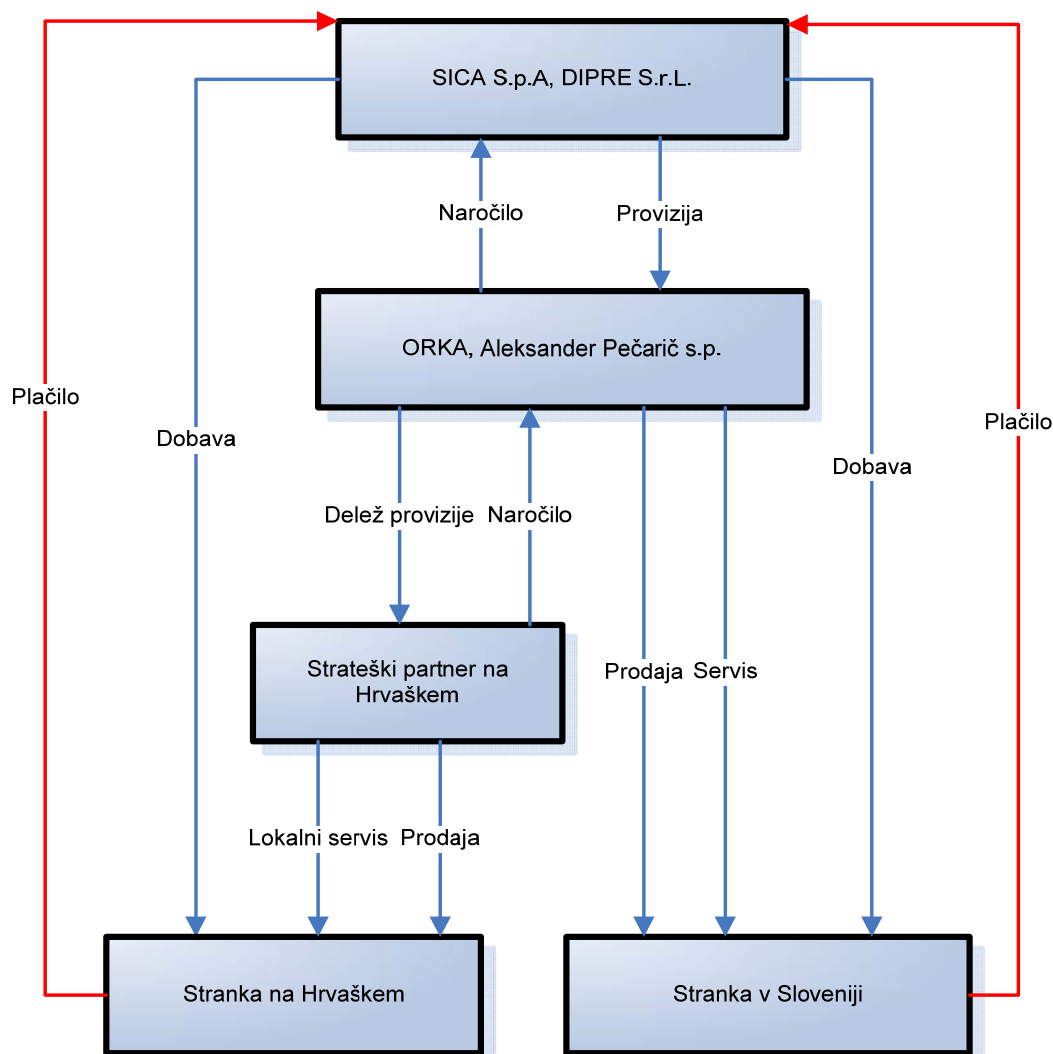 SICA S.p.A, DIPRE S.r.L.
Naročilo
Provizija
ORKA, Aleksander Pečarič s.p.
Plačilo
Plačilo
Dobava
Dobava
Delež provizije
Naročilo
Strateški partner na
Hrvaškem
Prodaja
Servis
Lokalni servis
Prodaja
Stranka na Hrvaškem
Stranka v Sloveniji